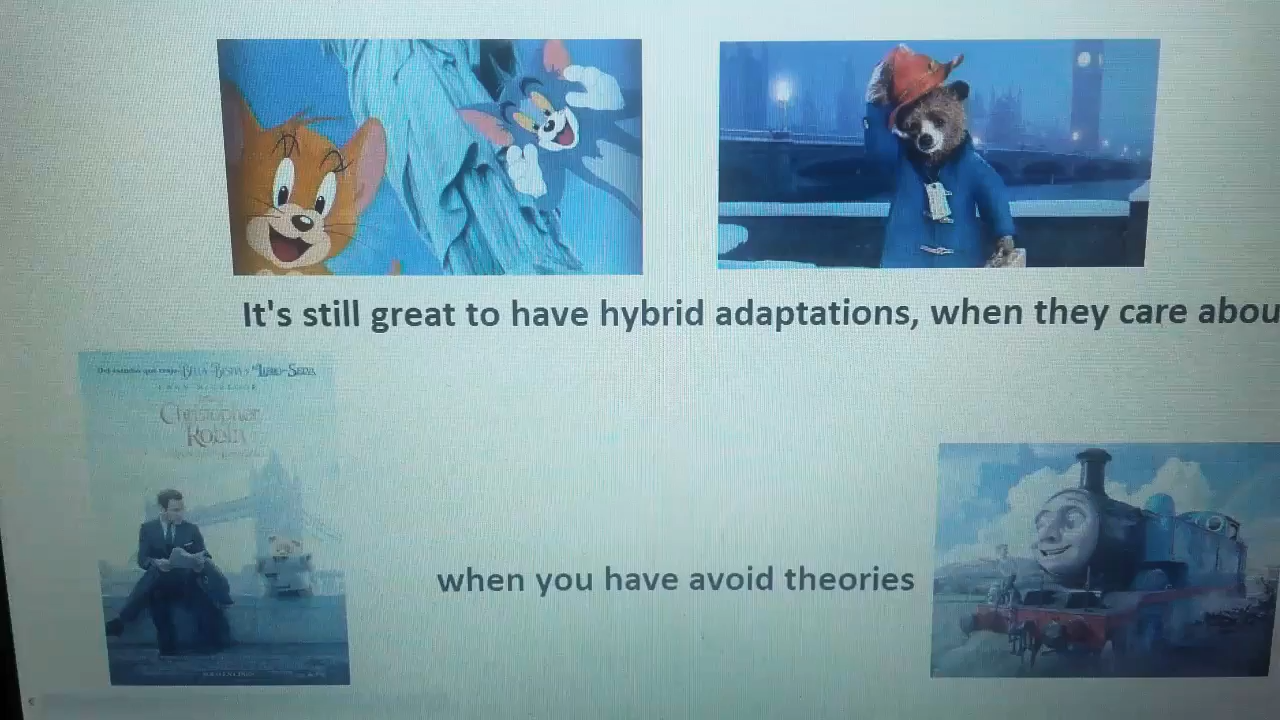 It's still great to have hybrid adaptations, when they care abou
Christopher
Robin
when you have avoid theories